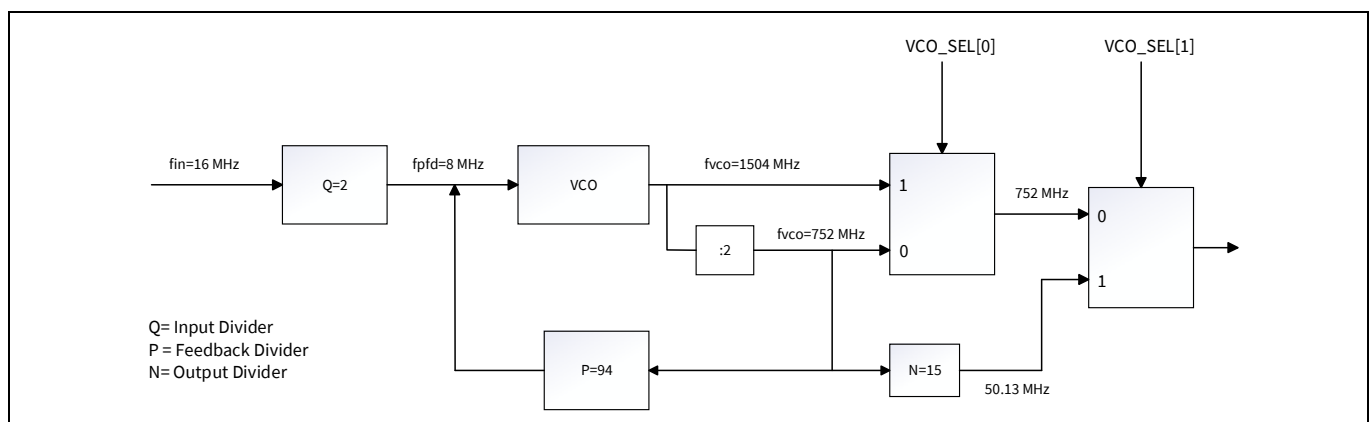 VCO_SEL[0]
VCO_SEL[1]
fin=16 MHz
Q=2
fpfd=8 MHz
VCO
fvco=1504 MHz
1
0
:2
fvco=752 MHz
752 MHz
0
1
Q= Input Divider
P = Feedback Divider
N= Output Divider
P=94
N=15
50.13 MHz